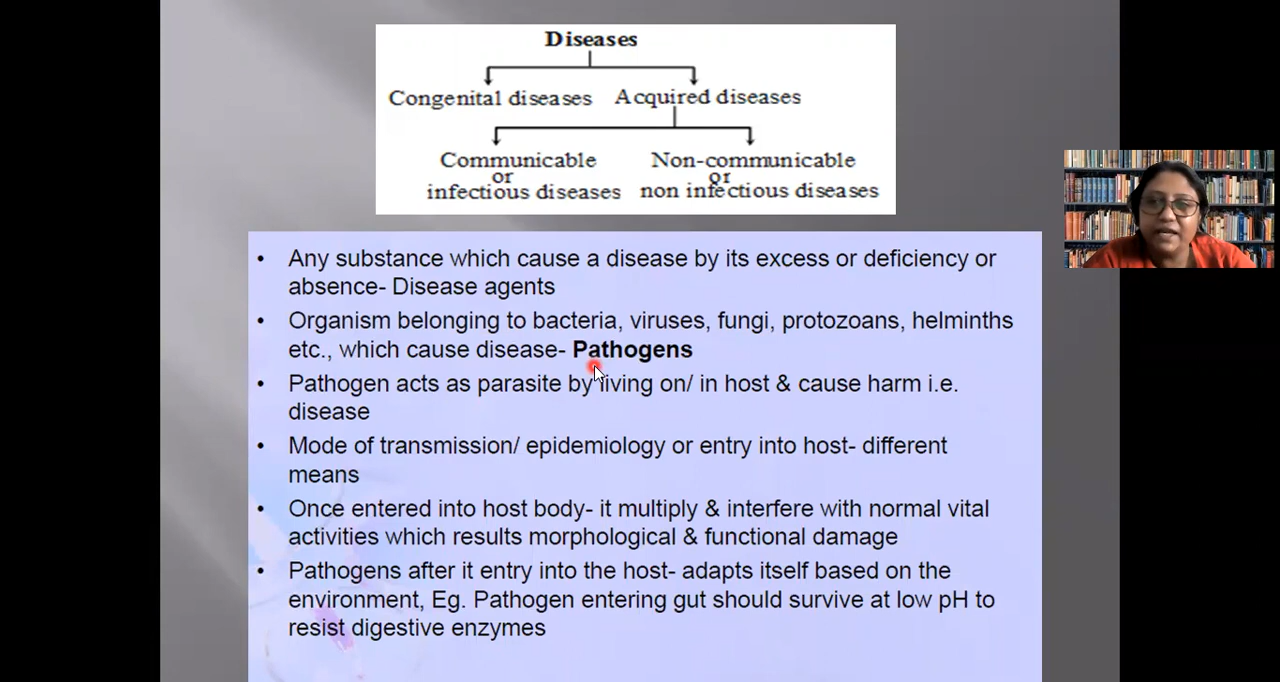 Diseases
Congenital diseases Acquired diseases
Communicable Non-communicable
or or
infectious diseases non infectious diseases
• Any substance which cause a disease by its excess or deficiency or
absence- Disease agents
• Organism belonging to bacteria, viruses, fungi, protozoans, helminths
etc., which cause disease- Pathogens
• Pathogen acts as parasite by living on/ in host & cause harm i.e.
disease
• Mode of transmission/ epidemiology or entry into host- different
means
• Once entered into host body- it multiply & interfere with normal vital
activities which results morphological & functional damage
• Pathogens after it entry into the host- adapts itself based on the
environment, Eg. Pathogen entering gut should survive at low pH to
resist digestive enzymes